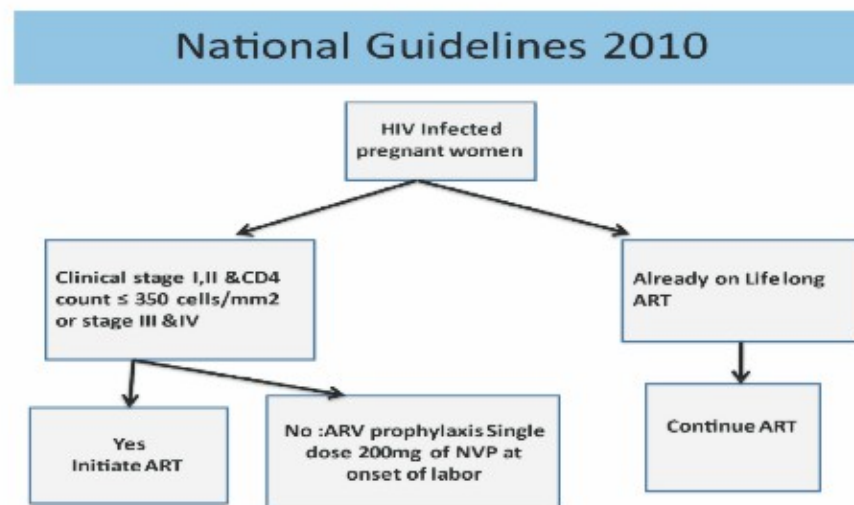 National Guidelines 2010
HIV Infected
pregnant women
Clinical stage I,II &CD4
count ≤ 350 cells/mm2
or stage III &IV
Already on Lifelong
ART
Yes
Initiate ART
No :ARV prophylaxis Single
dose 200mg of NVP at
onset of labor
Continue ART